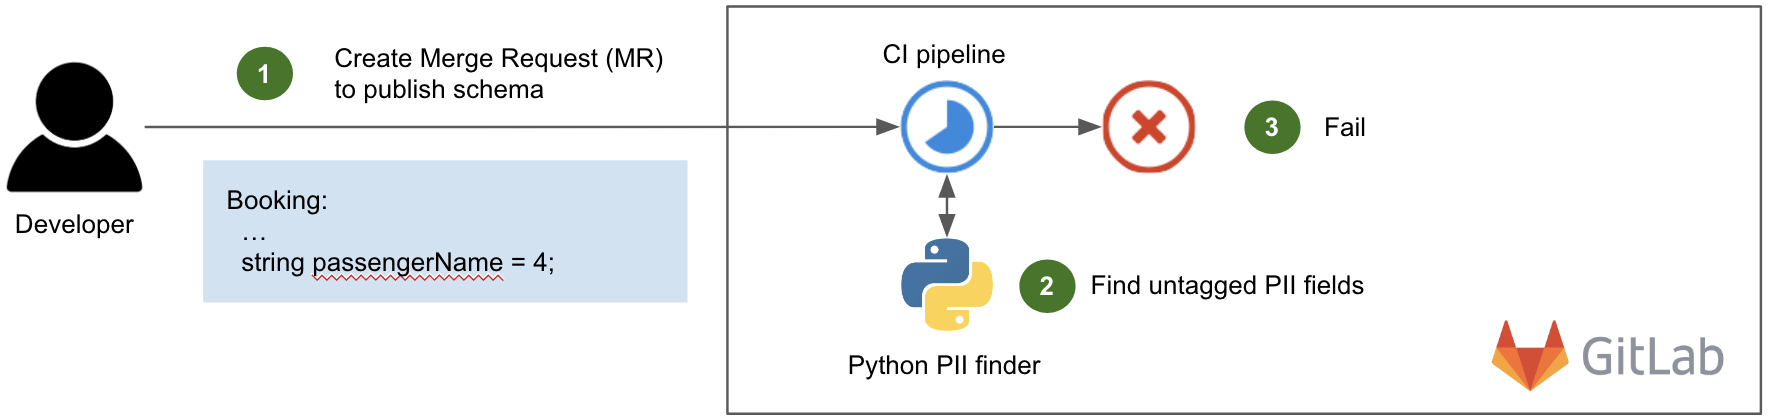 1
Create Merge Request (MR)
to publish schema
Developer
Booking:
…
string passengerName = 4;
CI pipeline
3
Fail
2
Find untagged PII fields
Python PII finder
GitLab